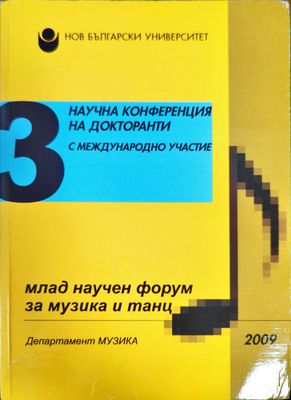 НОВ БЪЛГАРСКИ УНИВЕРСИТЕТ
3
НАУЧНА КОНФЕРЕНЦИЯ
НА ДОКТОРАНТИ
С МЕЖДУНАРОДНО УЧАСТИЕ
млад научен форум
за музика и танц
Департамент МУЗИКА
2009